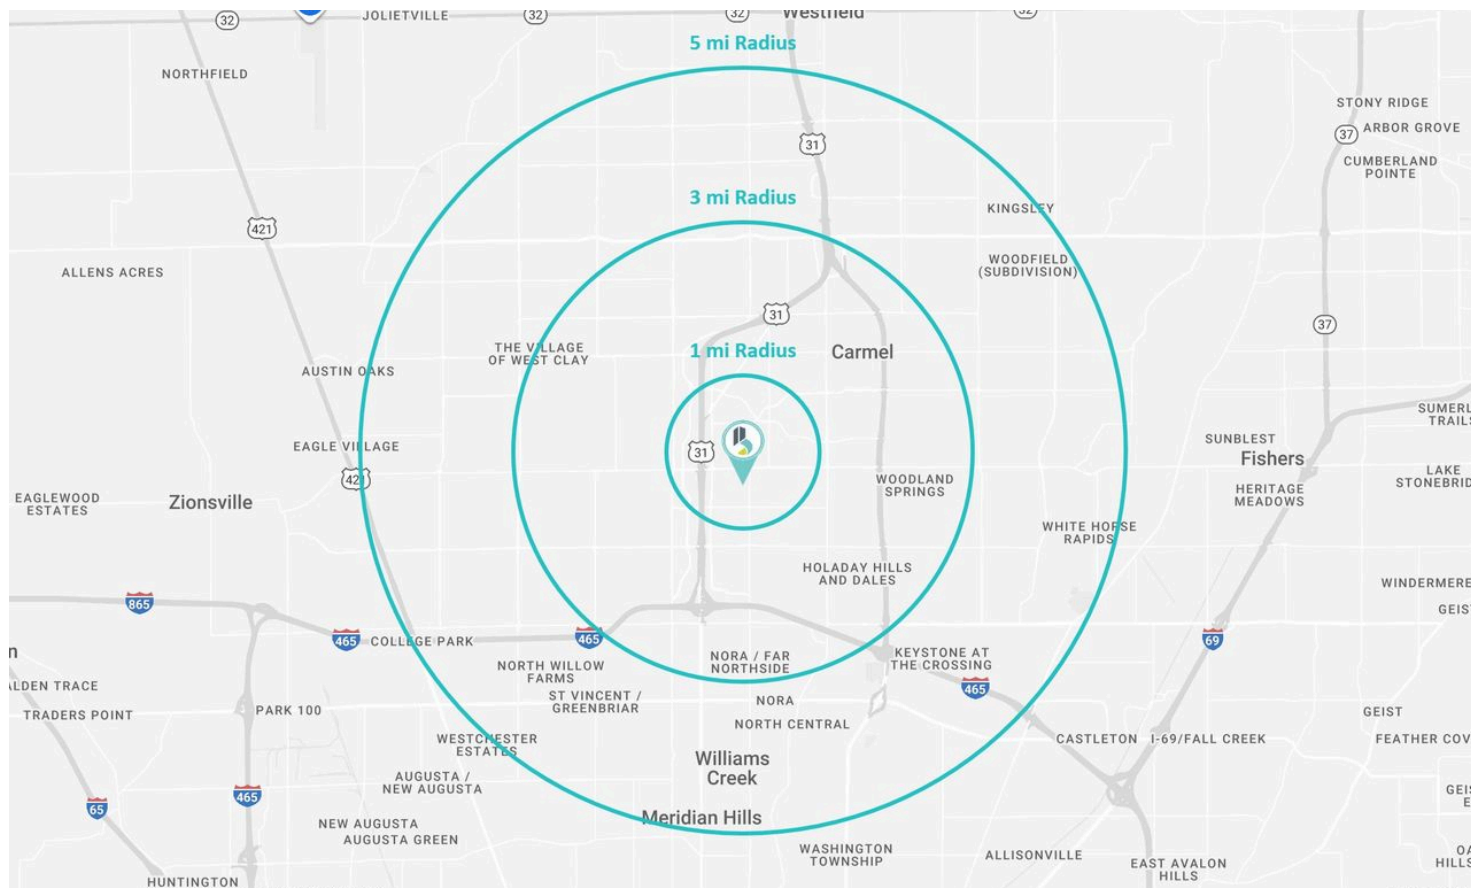 32
JOLIETVILLE
32
32
Westfield
32
5 mi Radius
NORTHFIELD
STONY RIDGE
37
ARBOR GROVE
31
CUMBERLAND
POINTE
3 mi Radius
KINGSLEY
421
WOODFIELD
(SUBDIVISION)
ALLENS ACRES
31
37
THE VILLAGE
OF WEST CLAY
1 mi Radius
Carmel
AUSTIN OAKS
SUMERL
TRAIL
SUNBLEST
EAGLE VILLAGE
31
Fishers
421
WOODLAND
SPRINGS
LAKE
STONEBRID
HERITAGE
MEADOWS
EAGLEWOOD
ESTATES
Zionsville
WHITE HORSE
RAPIDS
HOLADAY HILLS
AND DALES
WINDERMERE
865
GEIS
465
COLLEGE PARK
465
69
n
NORA / FAR
NORTHSIDE
KEYSTONE AT
THE CROSSING
NORTH WILLOW
FARMS
ALDEN TRACE
465
ST VINCENT /
GREENBRIAR
NORA
TRADERS POINT
PARK 100
GEIST
NORTH CENTRAL
WESTCHESTER
ESTATES
CASTLETON
I-69/FALL CREEK
FEATHER COV
Williams
Creek
AUGUSTA /
NEW AUGUSTA
465
65
GEIS
E
Meridian Hills
NEW AUGUSTA
AUGUSTA GREEN
WASHINGTON
TOWNSHIP
ALLISONVILLE
EAST AVALON
HILLS
OA
HILLS
HUNTINGTON